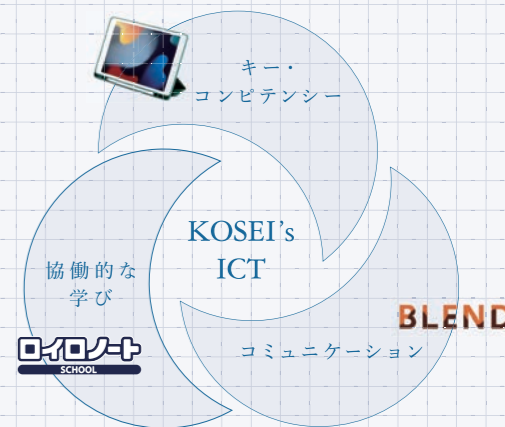 キー・
コンピテンシー
KOSEI's
ICT
協働的な
学び
コミュニケーション
BLEND
ロイロノート
SCHOOL